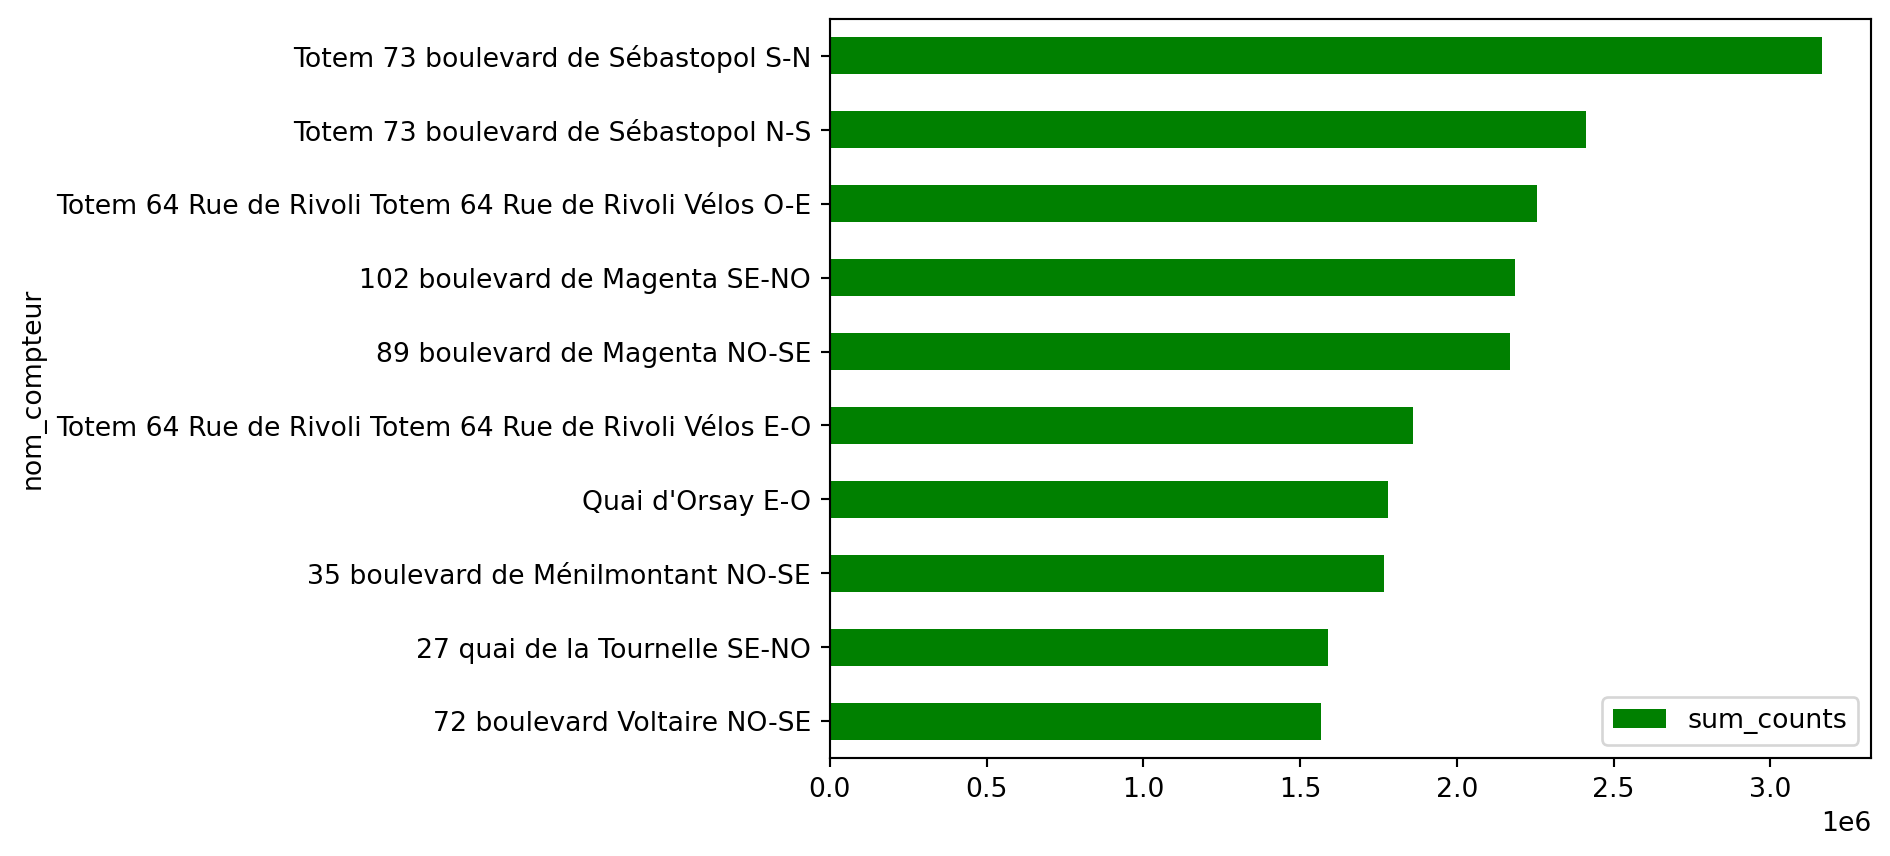 Totem 73 boulevard de Sébastopol S-N
Totem 73 boulevard de Sébastopol N-S
Totem 64 Rue de Rivoli Totem 64 Rue de Rivoli Vélos O-E
102 boulevard de Magenta SE-NO
89 boulevard de Magenta NO-SE
Totem 64 Rue de Rivoli Totem 64 Rue de Rivoli Vélos E-O
Quai d'Orsay E-O
35 boulevard de Ménilmontant NO-SE
27 quai de la Tournelle SE-NO
72 boulevard Voltaire NO-SE
nom_compteur
sum_counts
0.0 0.5 1.0 1.5 2.0 2.5 3.0
1e6